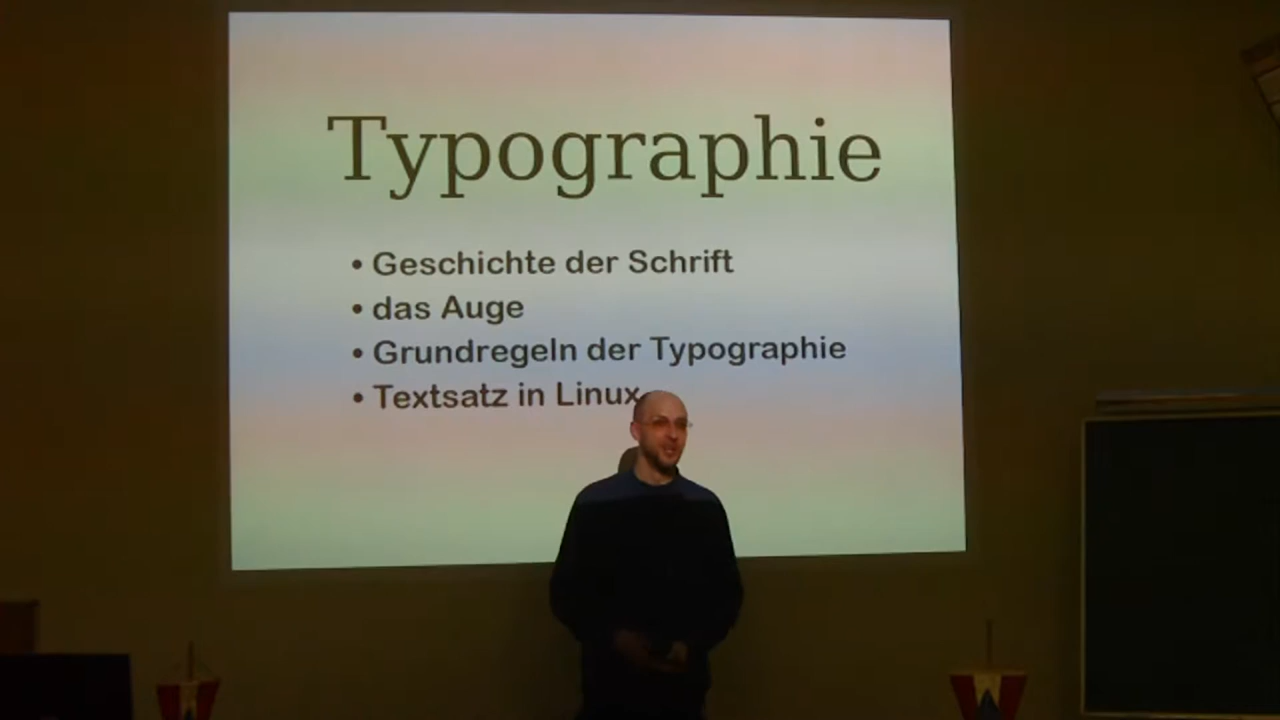 Typographie
• Geschichte der Schrift
• das Auge
• Grundregeln der Typographie
• Textsatz in Linux